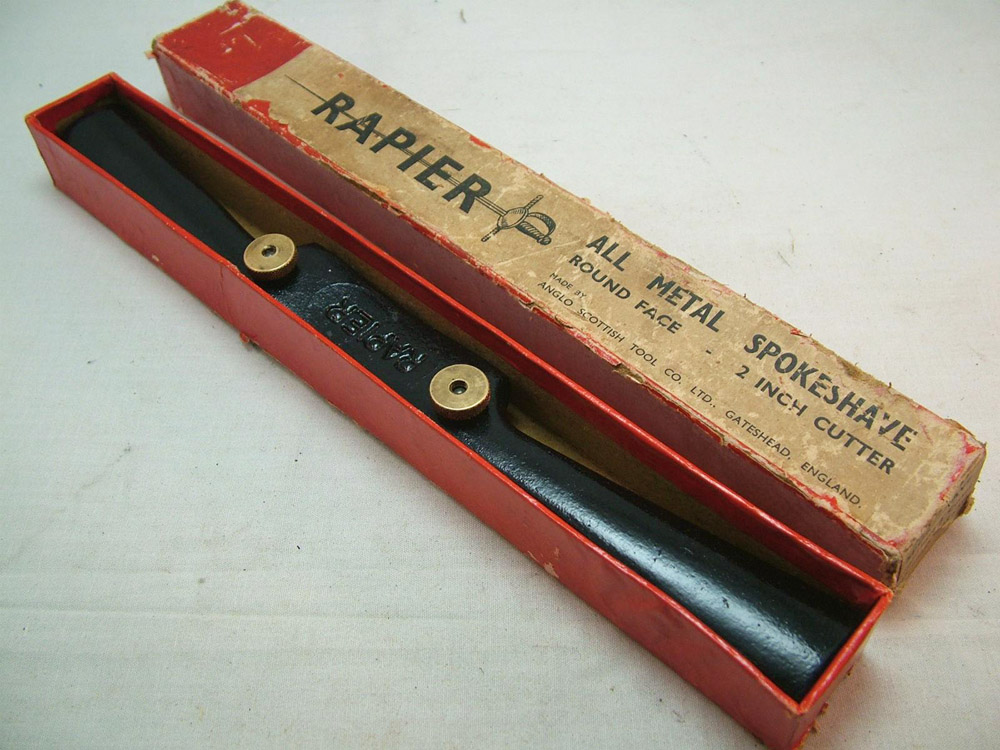 RAPIER
ALL METAL SPOKESHAVE
ROUND FACE - 2 INCH CUTTER
MADE BY
ANGLO SCOTTISH TOOL CO. LTD., GATESHEAD, ENGLAND.
RAPIER